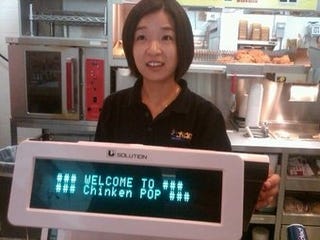 SOLUTION
### WELCOME TO ###
### Chinken POP ###